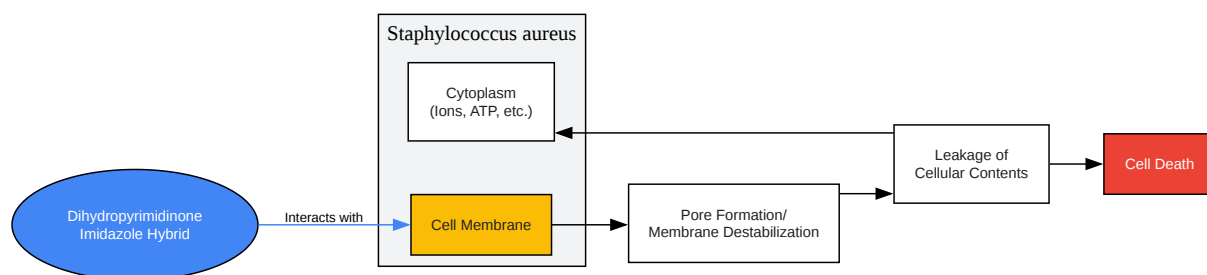 Staphylococcus aureus
Cytoplasm
(Ions, ATP, etc.)
Dihydropyrimidinone
Imidazole Hybrid
Interacts with
Cell Membrane
Pore Formation/
Membrane Destabilization
Leakage of
Cellular Contents
Cell Death